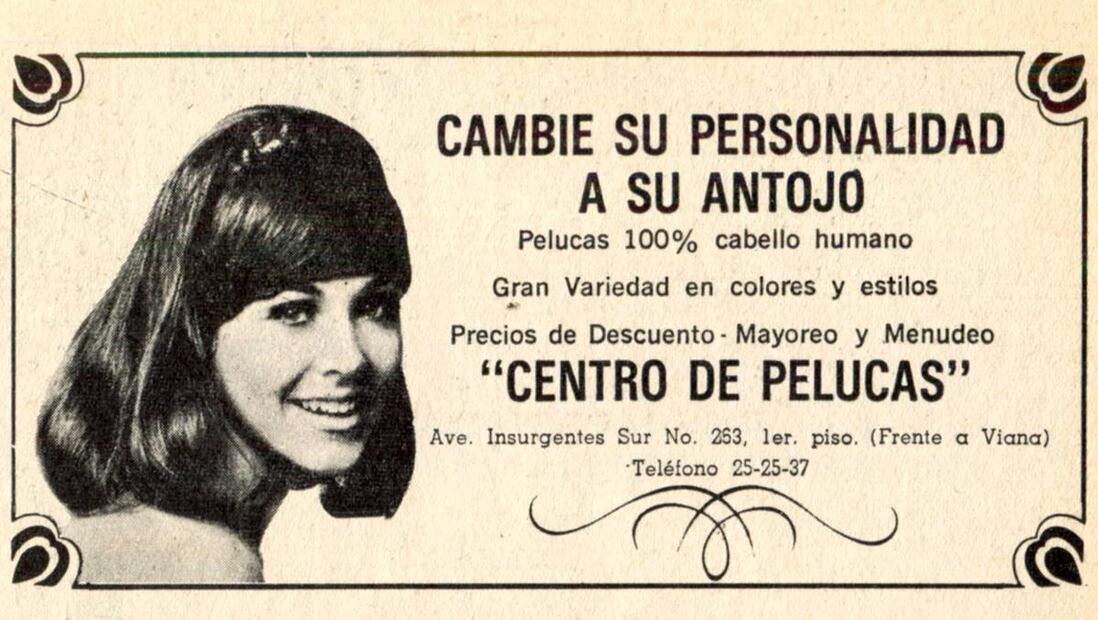 CAMBIE SU PERSONALIDAD
A SU ANTOJO
Pelucas 100% cabello humano
Gran Variedad en colores y estilos
Precios de Descuento - Mayoreo y Menudeo
"CENTRO DE PELUCAS"
Ave. Insurgentes Sur No. 263, 1er. piso. (Frente a Viana)
Teléfono 25-25-37